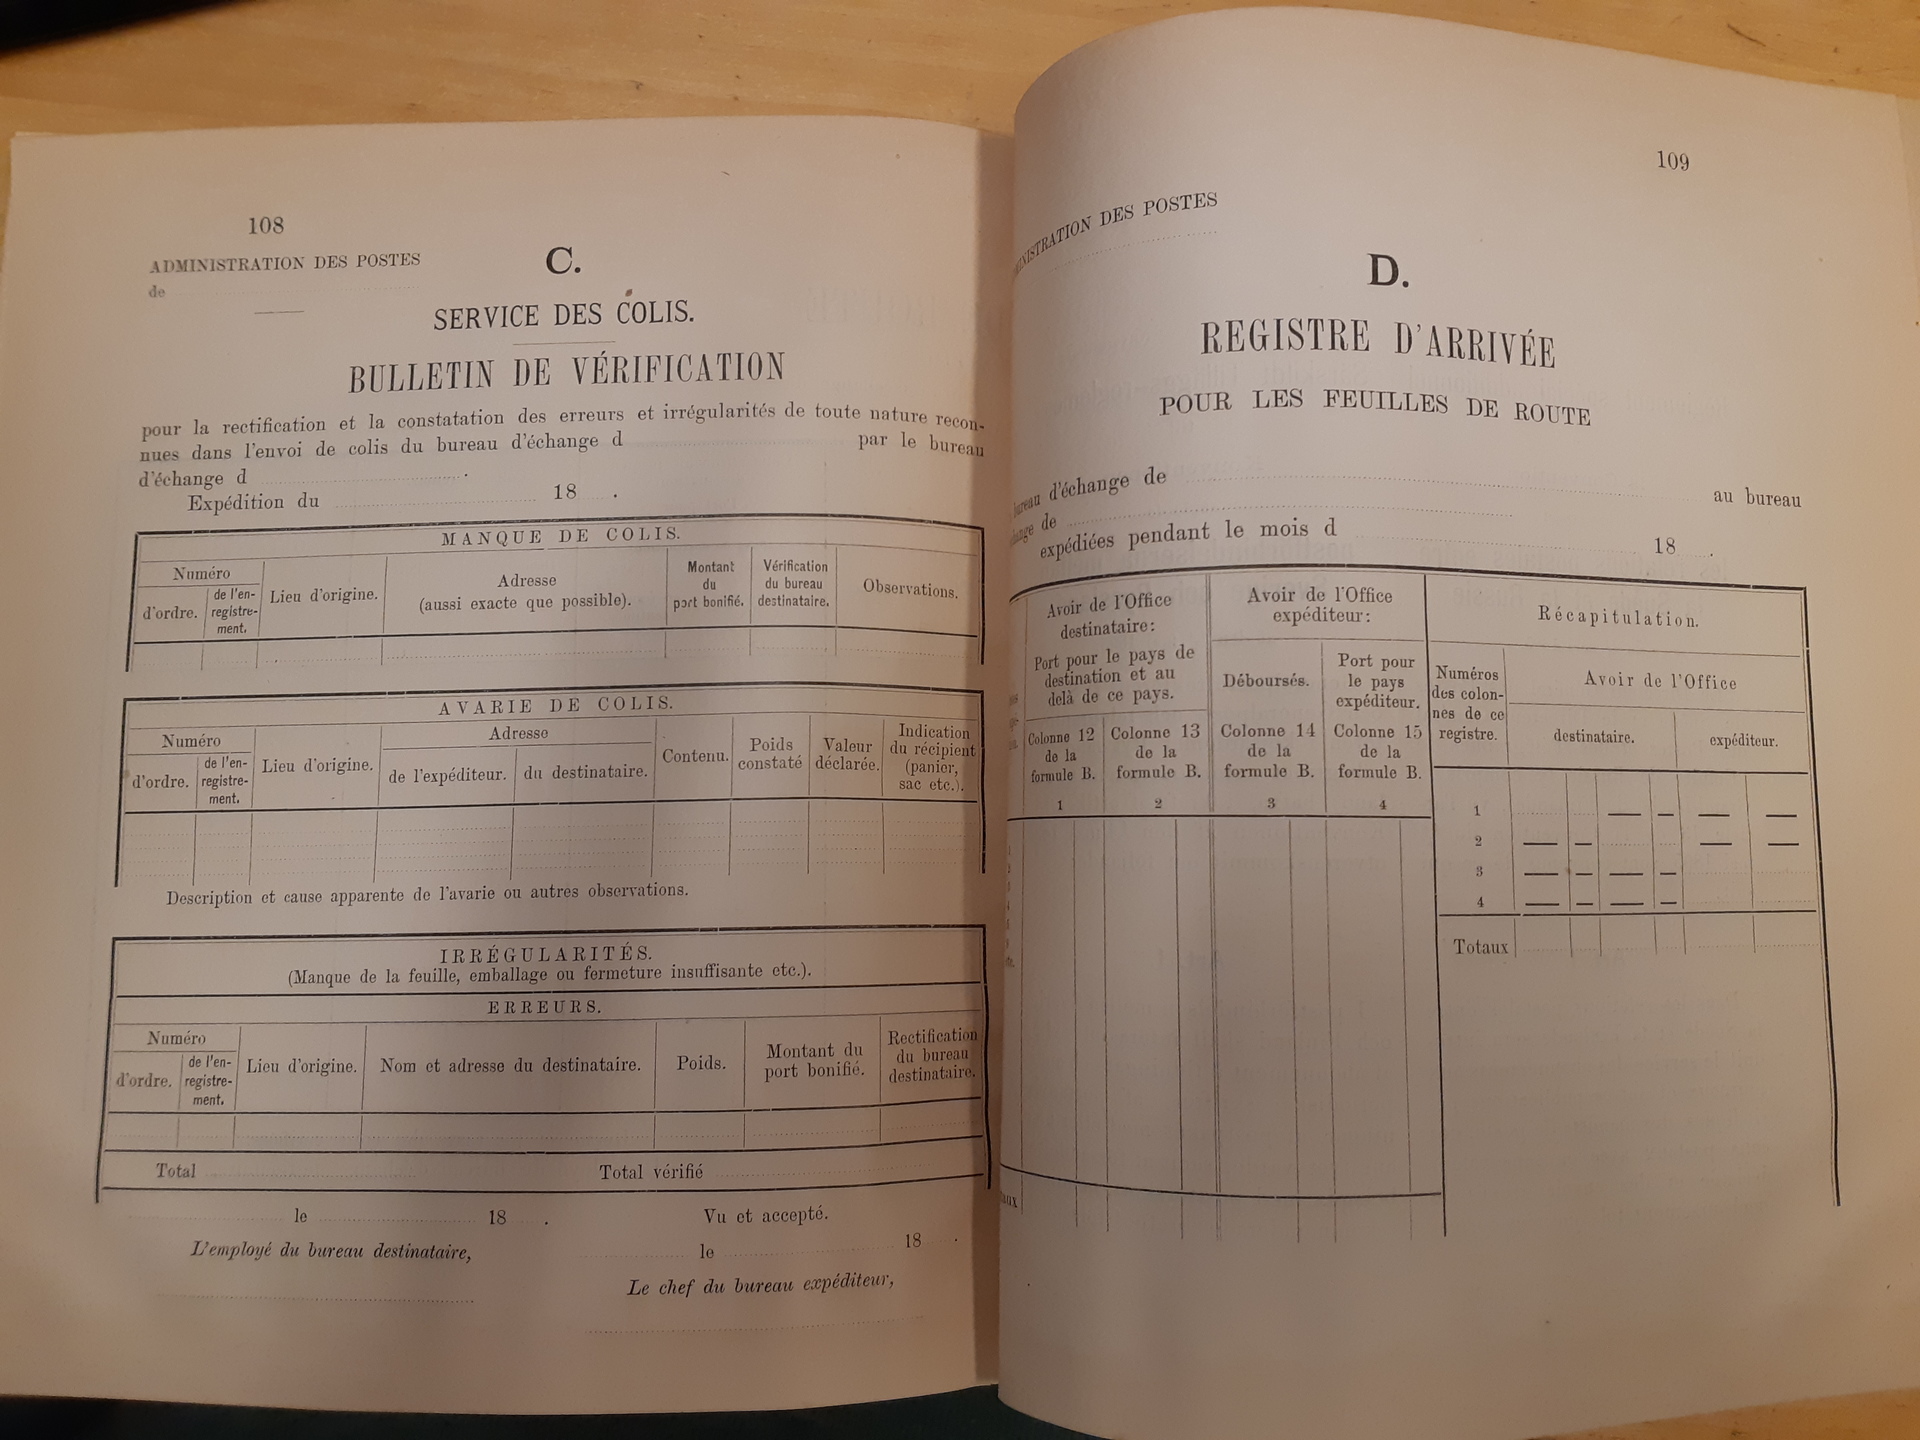 108
ADMINISTRATION DES POSTES
de
C.
SERVICE DES COLIS.
BULLETIN DE VÉRIFICATION
pour la rectification et la constatation des erreurs et irrégularités de toute nature recon-
nues dans l'envoi de colis du bureau d'échange d par le bureau
d'échange d .
Expédition du 18 .
MANQUE DE COLIS.
Numéro
d'ordre.
de l'en-
registre-
ment.
Lieu d'origine.
Adresse
(aussi exacte que possible).
Montant
du
port bonifié.
Vérification
du bureau
destinataire.
Observations.
AVARIE DE COLIS.
Numéro
d'ordre.
de l'en-
registre-
ment.
Lieu d'origine.
Adresse
de l'expéditeur.
du destinataire.
Contenu.
Poids
constaté
Valeur
déclarée.
Indication
du récipient
(panier,
sac etc.).
Description et cause apparente de l'avarie ou autres observations.
IRRÉGULARITÉS.
(Manque de la feuille, emballage ou fermeture insuffisante etc.).
ERREURS.
Numéro
d'ordre.
de l'en-
registre-
ment.
Lieu d'origine.
Nom et adresse du destinataire.
Poids.
Montant du
port bonifié.
Rectification
du bureau
destinataire.
Total Total vérifié
le 18 .
L'employé du bureau destinataire,
Vu et accepté.
le 18 .
Le chef du bureau expéditeur,
109
DES POSTES
D.
REGISTRE D'ARRIVÉE
POUR LES FEUILLES DE ROUTE
bureau d'échange de au bureau
de
expédiées pendant le mois d 18 .
Avoir de l'Office
destinataire:
Port pour le pays de
destination et au
delà de ce pays.
Colonne 12
de la
formule B.
1
Colonne 13
de la
formule B.
2
Avoir de l'Office
expéditeur:
Déboursés.
Colonne 14
de la
formule B.
3
Port pour
le pays
expéditeur.
Colonne 15
de la
formule B.
4
Récapitulation.
Numéros
des colon-
nes de ce
registre.
Avoir de l'Office
destinataire.
expéditeur.
1
2
3
4
Totaux